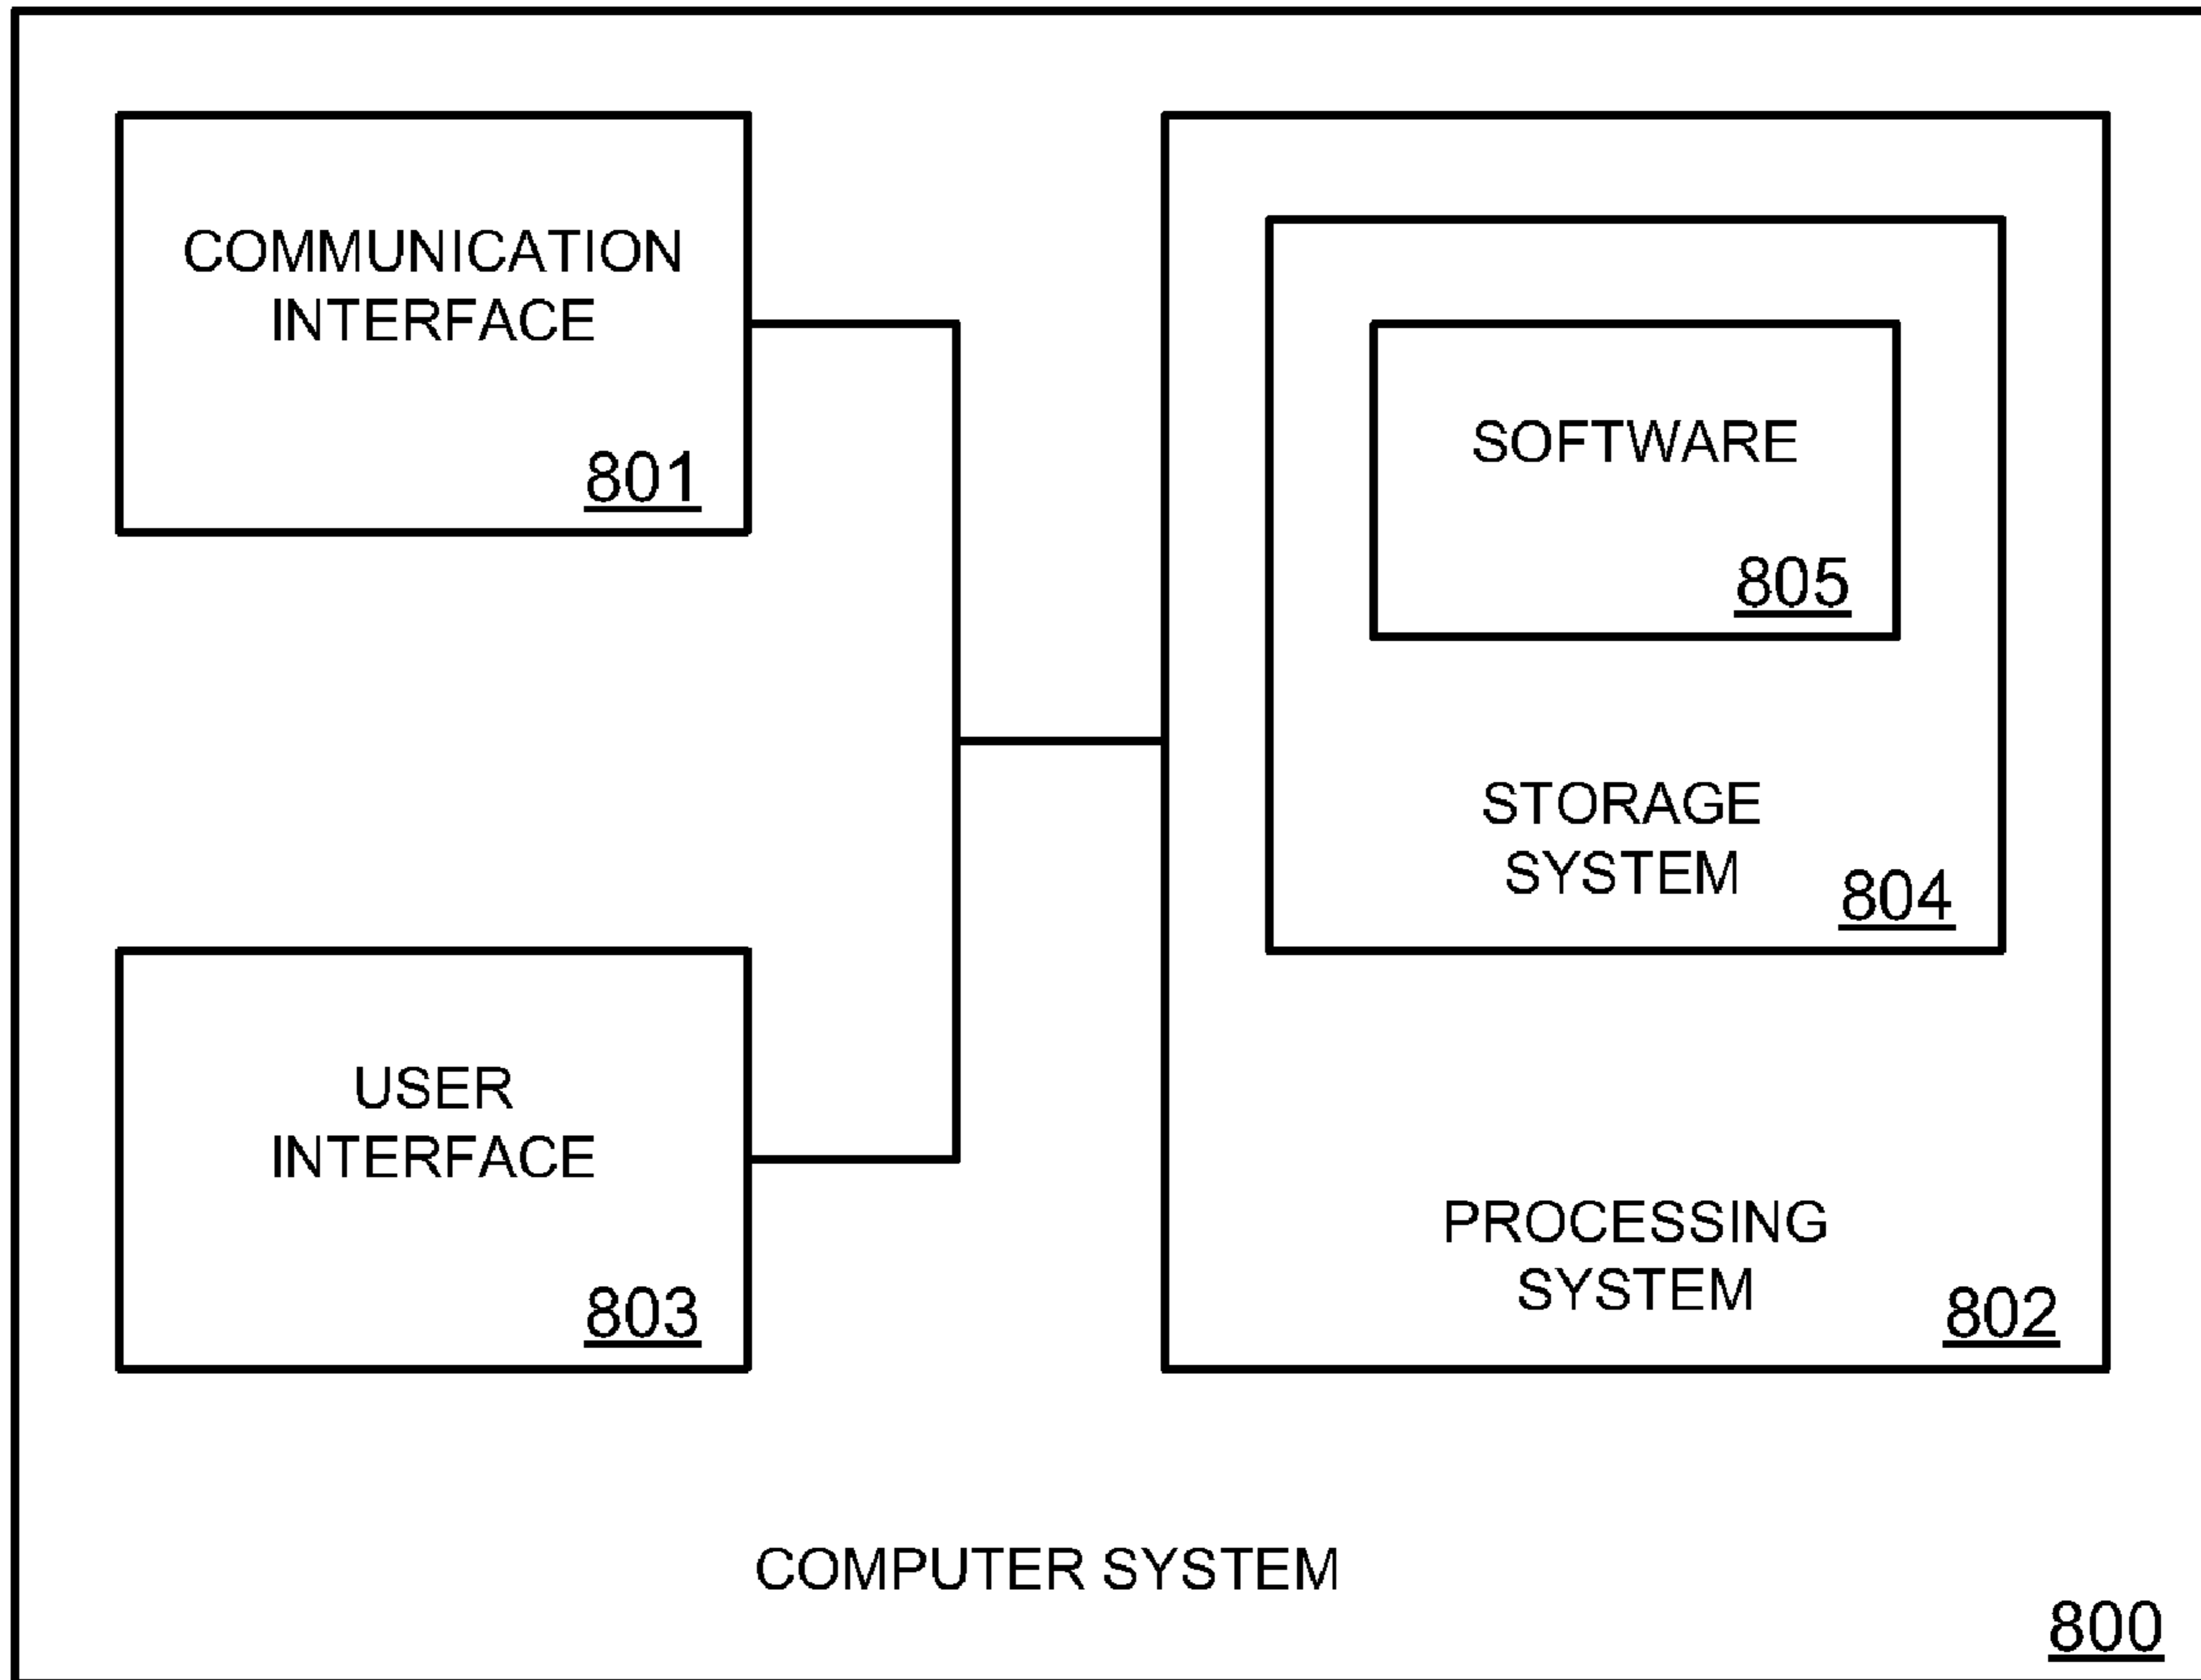 COMMUNICATION
INTERFACE
801
SOFTWARE
805
STORAGE
SYSTEM
804
USER
INTERFACE
803
PROCESSING
SYSTEM
802
COMPUTER SYSTEM
800